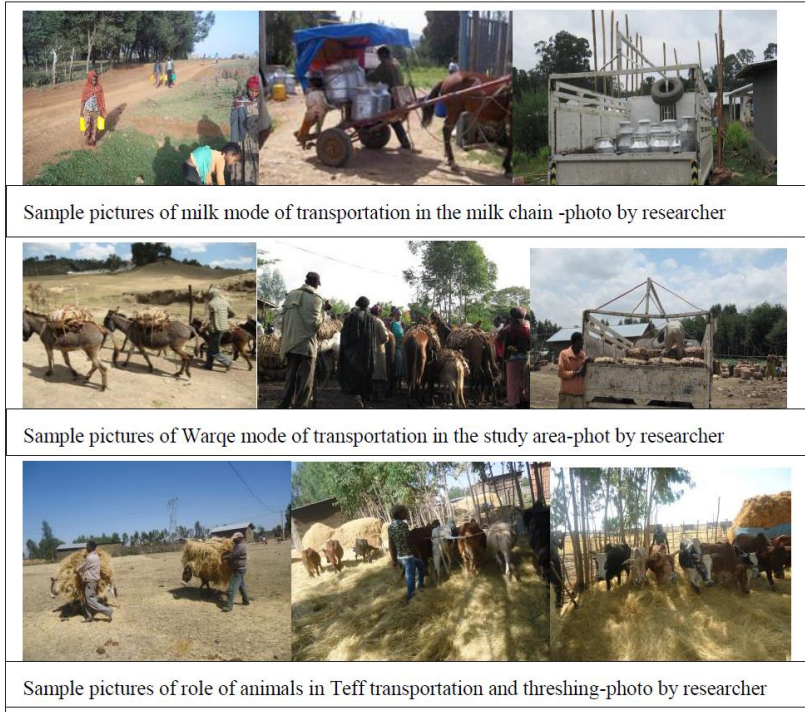 Sample pictures of milk mode of transportation in the milk chain -photo by researcher
Sample pictures of Warqe mode of transportation in the study area-phot by researcher
Sample pictures of role of animals in Teff transportation and threshing-photo by researcher